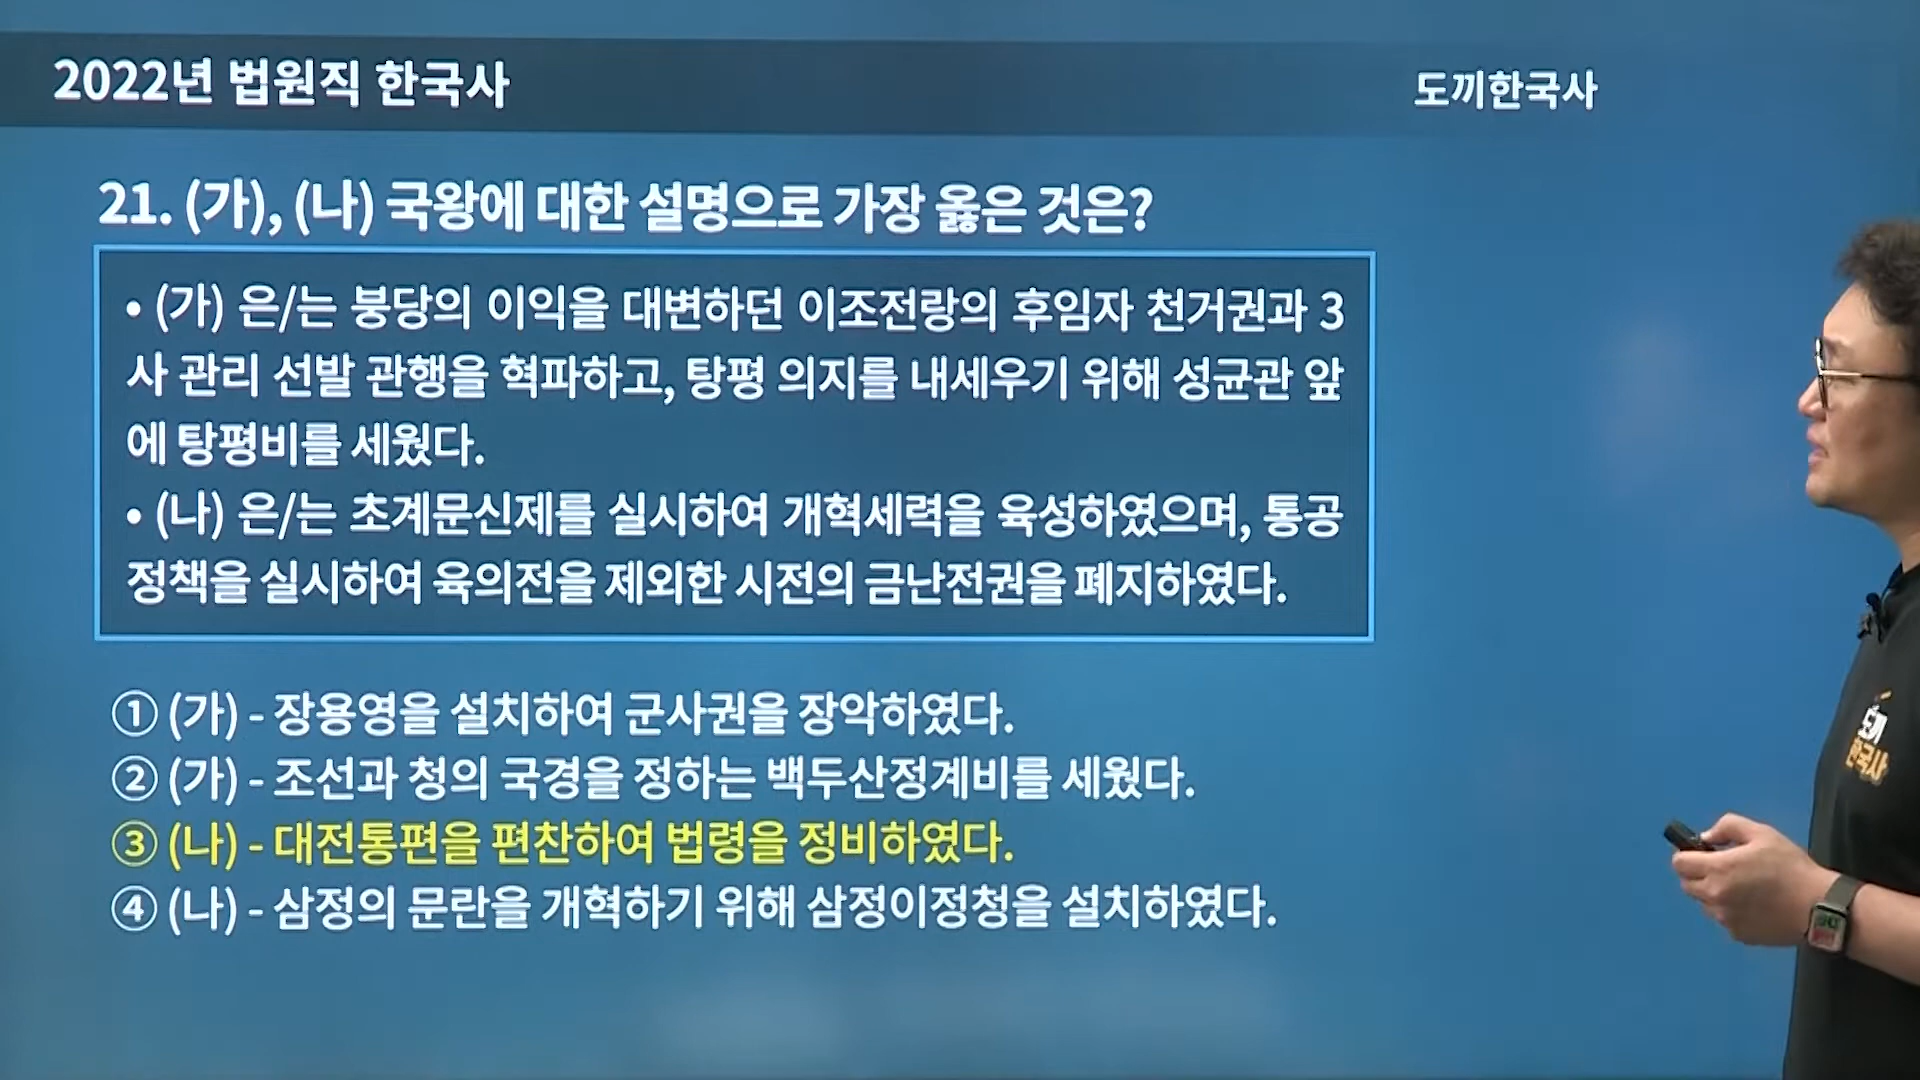 2022년 법원직 한국사
도끼한국사
21. (가), (나) 국왕에 대한 설명으로 가장 옳은 것은?
• (가) 은/는 붕당의 이익을 대변하던 이조전랑의 후임자 천거권과 3
사 관리 선발 관행을 혁파하고, 탕평 의지를 내세우기 위해 성균관 앞
에 탕평비를 세웠다.
• (나) 은/는 초계문신제를 실시하여 개혁세력을 육성하였으며, 통공
정책을 실시하여 육의전을 제외한 시전의 금난전권을 폐지하였다.
① (가) - 장용영을 설치하여 군사권을 장악하였다.
② (가) - 조선과 청의 국경을 정하는 백두산정계비를 세웠다.
③ (나) - 대전통편을 편찬하여 법령을 정비하였다.
④ (나) - 삼정의 문란을 개혁하기 위해 삼정이정청을 설치하였다.
도끼
한국사